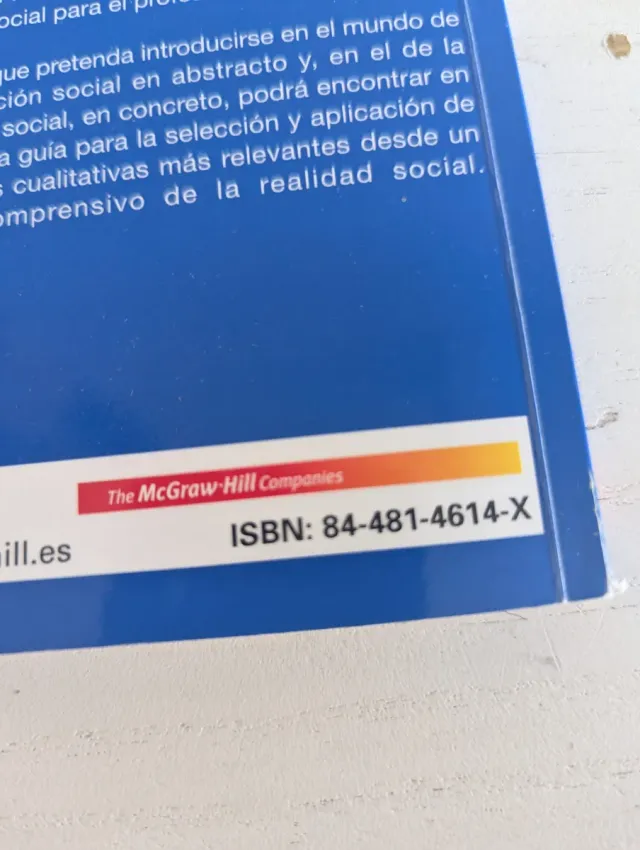 ocial para el
que pretenda introducirse en el mundo de
ción social en abstracto y, en el de la
social, en concreto, podrá encontrar en
a guía para la selección y aplicación de
s cualitativas más relevantes desde un
omprensivo de la realidad social.
The McGraw·Hill Companies
ill.es
ISBN: 84-481-4614-X